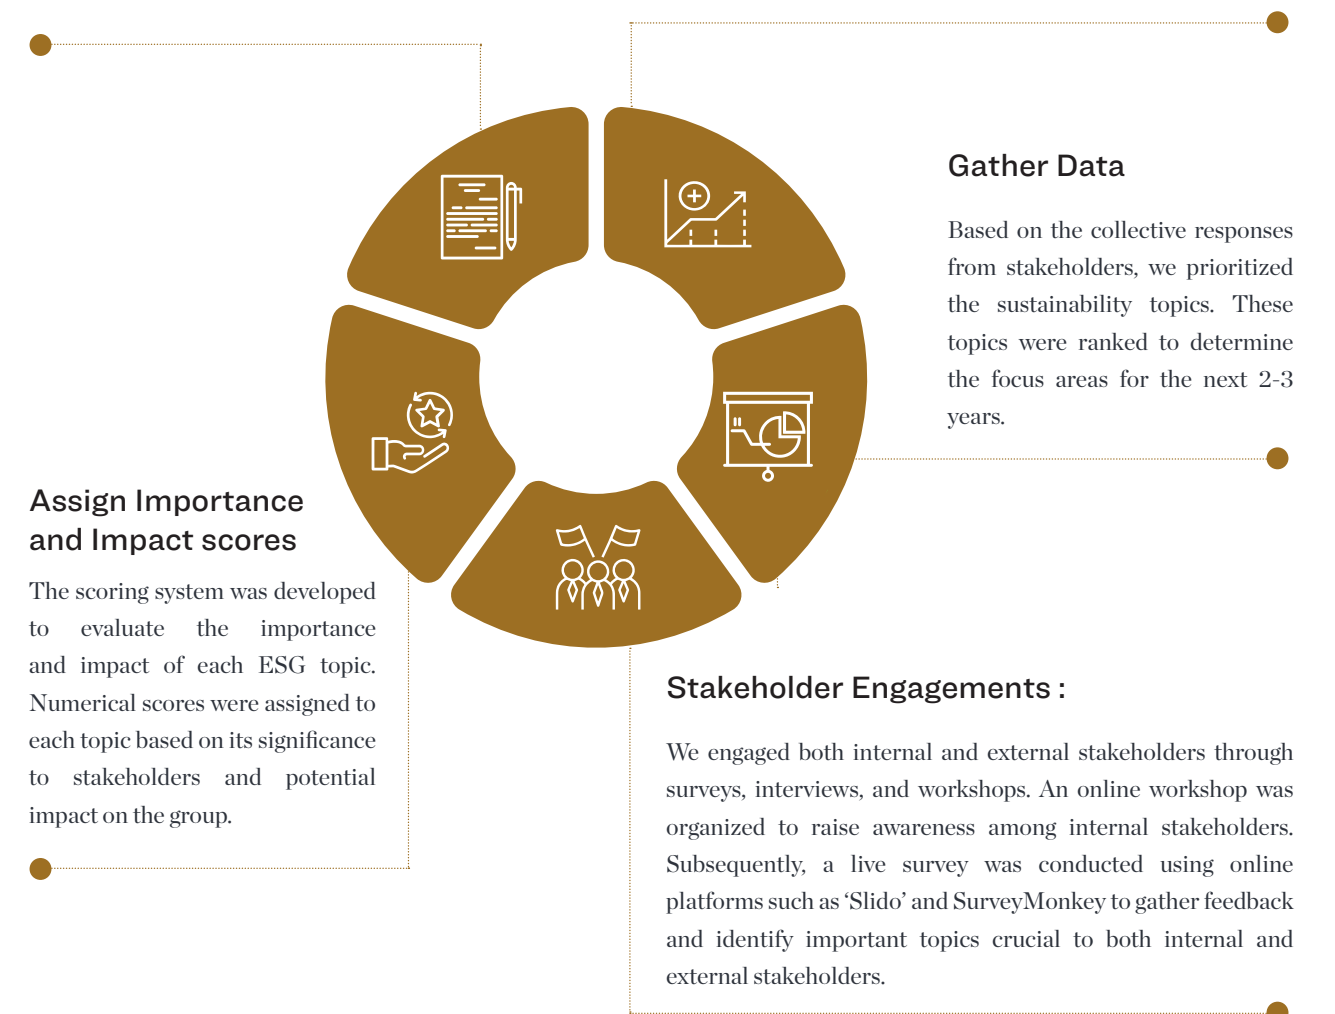 Gather Data
Based on the collective responses
from stakeholders, we prioritized
the sustainability topics. These
topics were ranked to determine
the focus areas for the next 2-3
years.
Assign Importance
and Impact scores
The scoring system was developed
to evaluate the importance
and impact of each ESG topic.
Numerical scores were assigned to
each topic based on its significance
to stakeholders and potential
impact on the group.
Stakeholder Engagements :
We engaged both internal and external stakeholders through
surveys, interviews, and workshops. An online workshop was
organized to raise awareness among internal stakeholders.
Subsequently, a live survey was conducted using online
platforms such as ‘Slido’ and SurveyMonkey to gather feedback
and identify important topics crucial to both internal and
external stakeholders.